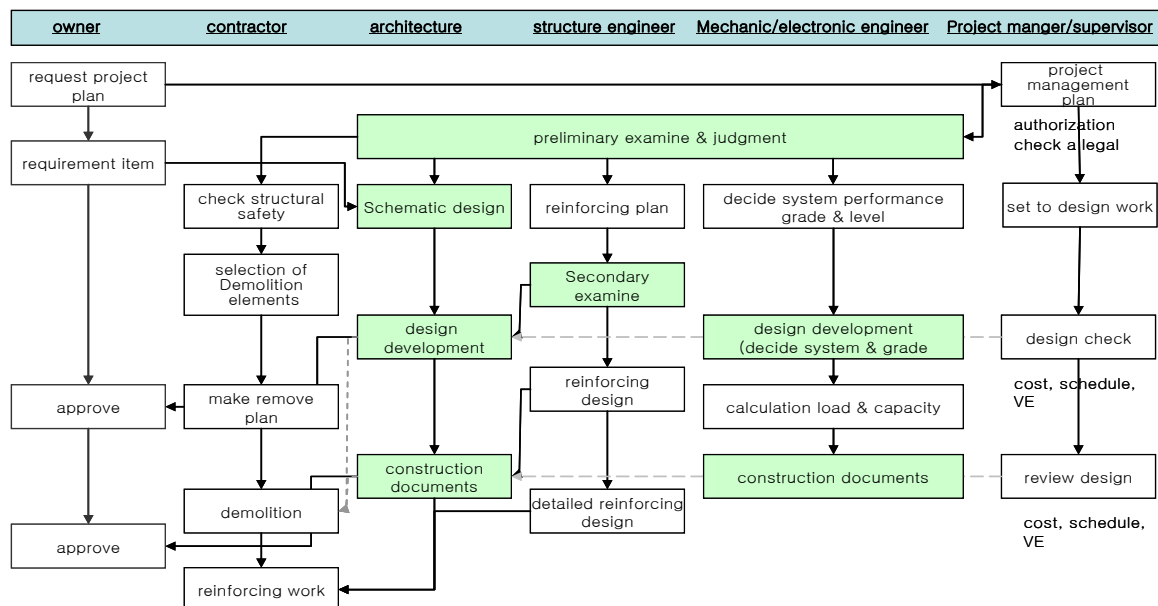 owner
contractor
architecture
structure engineer
Mechanic/electronic engineer
Project manger/supervisor
request project
plan
project
management
plan
preliminary examine & judgment
authorization
check a legal
requirement item
check structural
safety
Schematic design
reinforcing plan
decide system performance
grade & level
set to design work
selection of
Demolition
elements
Secondary
examine
design
development
design development
(decide system & grade
design check
approve
make remove
plan
reinforcing
design
calculation load & capacity
cost, schedule,
VE
construction
documents
construction documents
review design
demolition
detailed reinforcing
design
approve
cost, schedule,
VE
reinforcing work